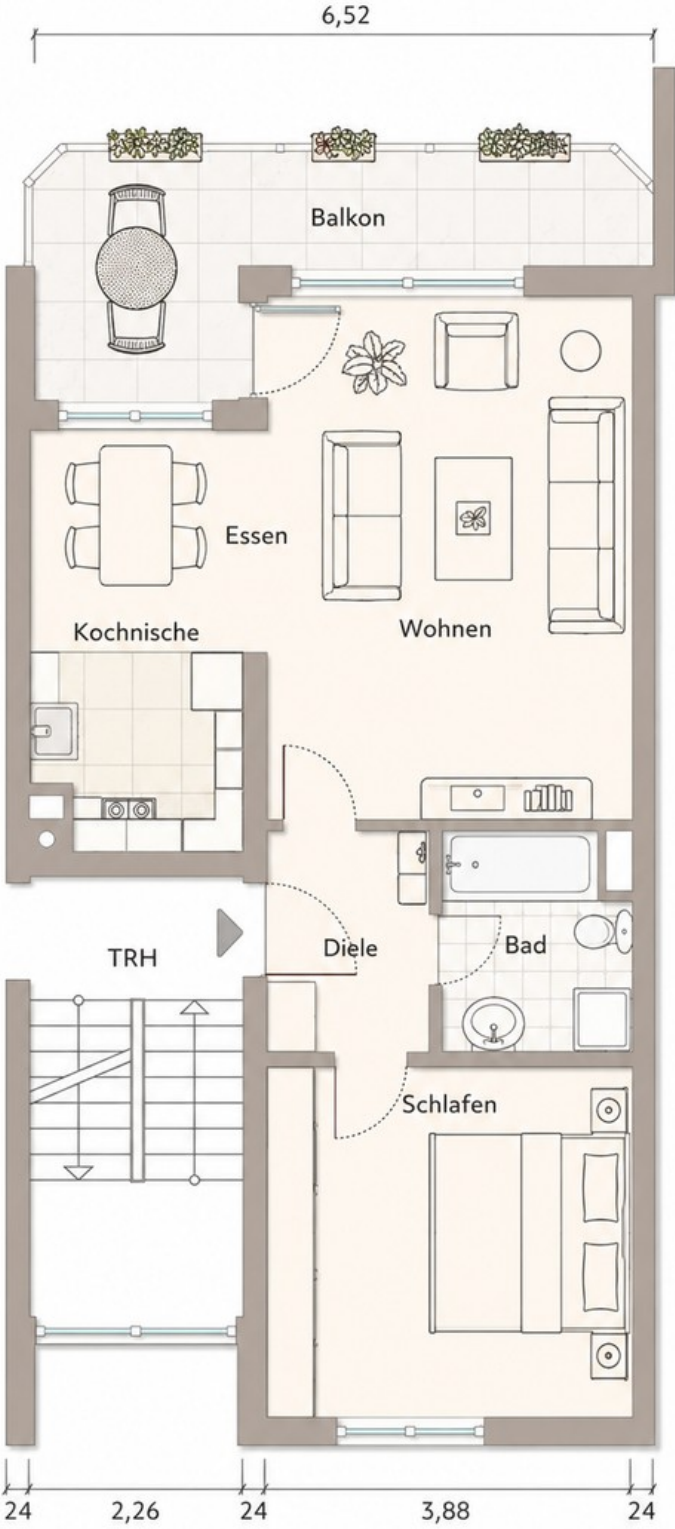 6,52
Balkon
Essen
Kochnische
Wohnen
TRH
Diele
Bad
Schlafen
24 2,26 24 3,88 24